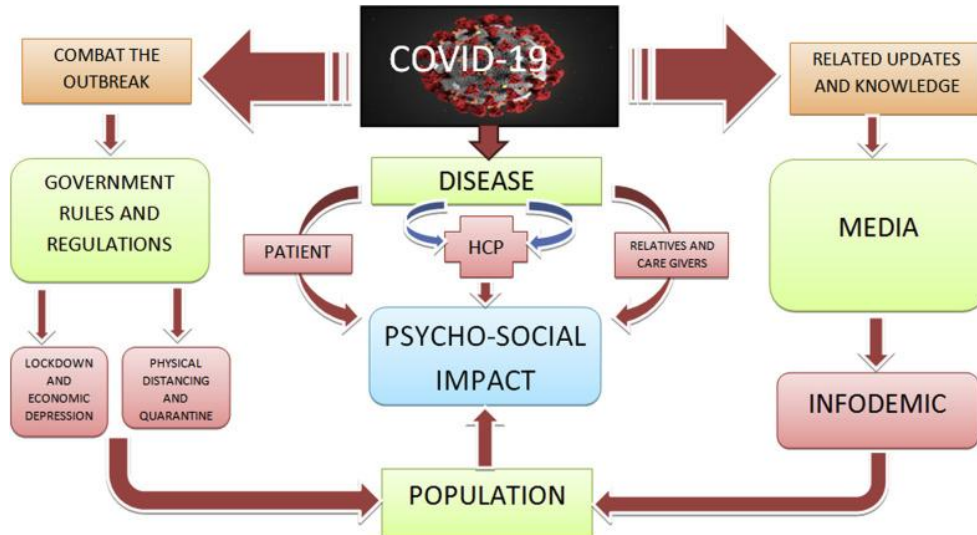 COVID-19
COMBAT THE
OUTBREAK
RELATED UPDATES
AND KNOWLEDGE
GOVERNMENT
RULES AND
REGULATIONS
DISEASE
MEDIA
PATIENT
HCP
RELATIVES AND
CARE GIVERS
PSYCHO-SOCIAL
IMPACT
LOCKDOWN
AND
ECONOMIC
DEPRESSION
PHYSICAL
DISTANCING
AND
QUARANTINE
INFODEMIC
POPULATION